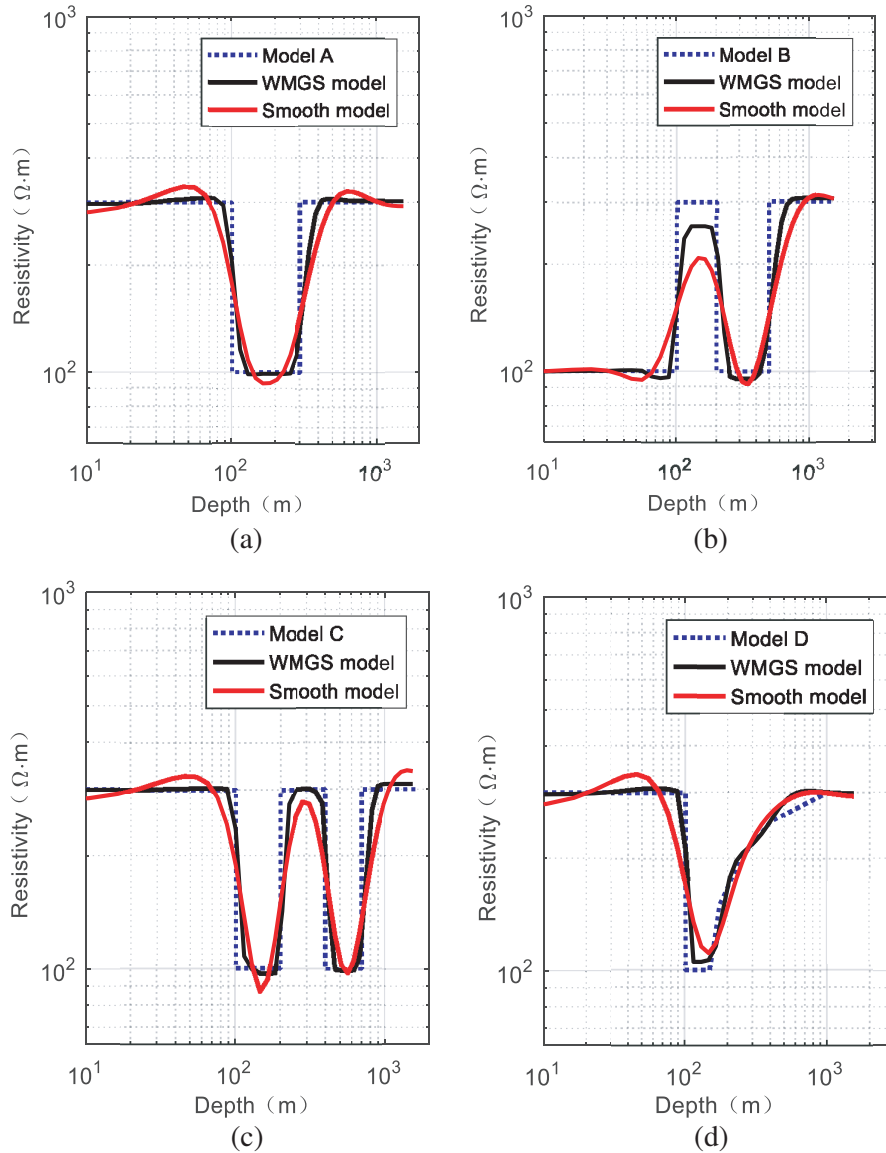 10³
Model A
WMGS model
Smooth model
Resistivity（Ω·m）
10²
10¹ 10² 10³
Depth（m）
(a)
10³
Model B
WMGS model
Smooth model
Resistivity（Ω·m）
10²
10¹ 10² 10³
Depth（m）
(b)
10³
Model C
WMGS model
Smooth model
Resistivity（Ω·m）
10²
10¹ 10² 10³
Depth（m）
(c)
10³
Model D
WMGS model
Smooth model
Resistivity（Ω·m）
10²
10¹ 10² 10³
Depth（m）
(d)